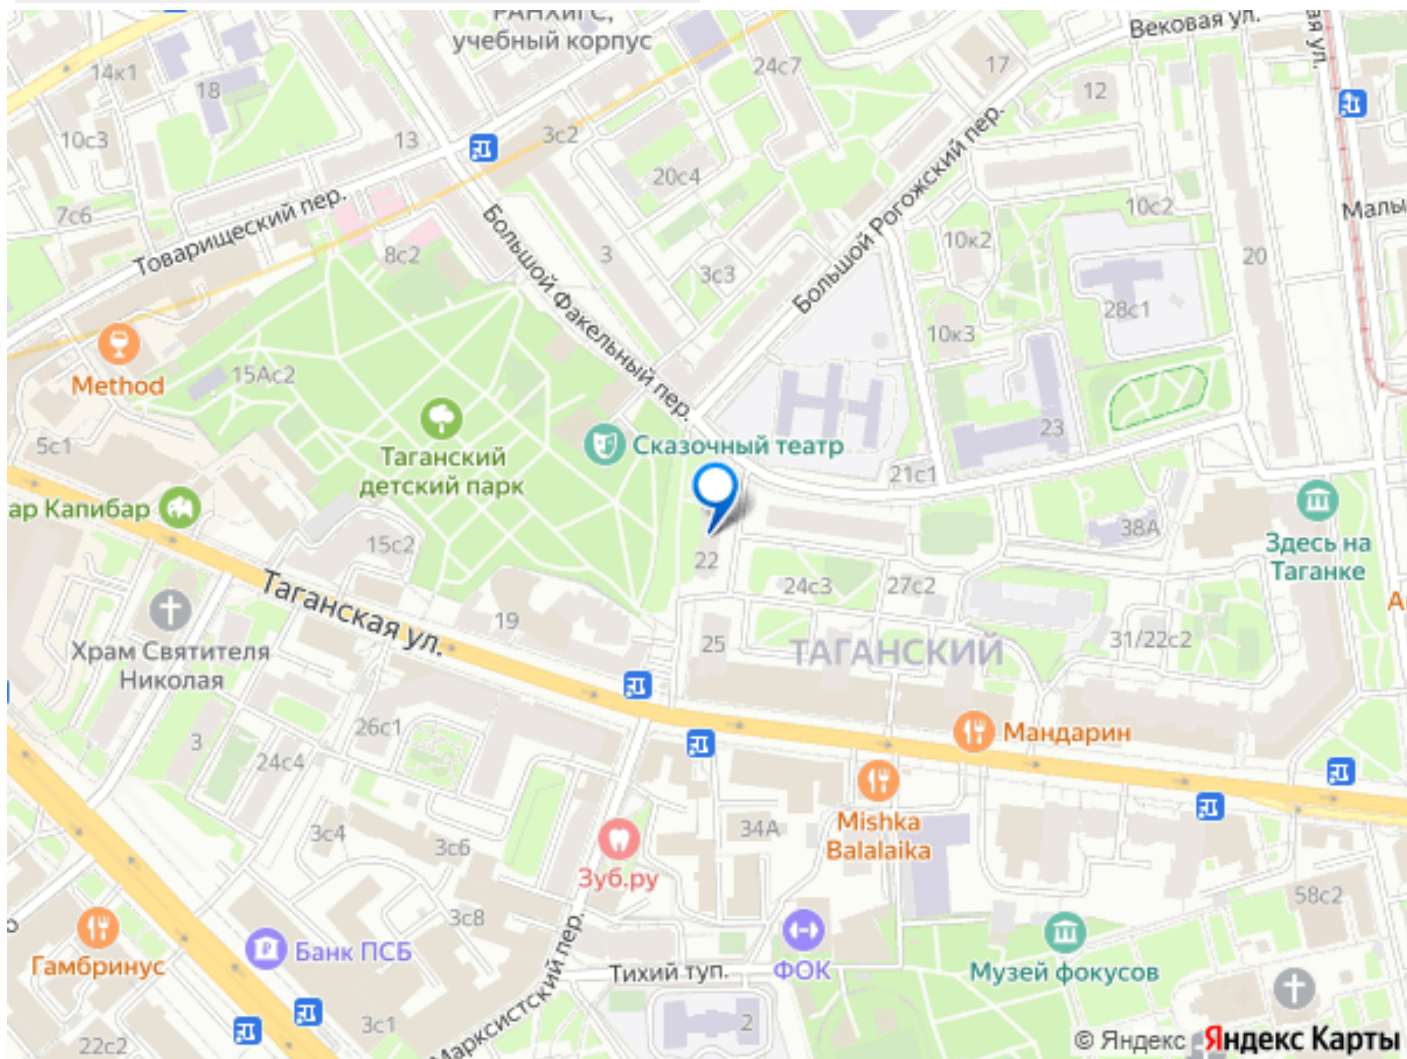 РАНХиГС,
учебный корпус
Вековая ул.
ая ул.
14к1
18
24с7
17
12
10с3
13
3с2
20с4
7с6
Товарищеский пер.
8с2
Большой Факельный пер.
3
3с3
Большой Рогожский пер.
10к2
10с2
Малы
20
28с1
10к3
Method
15Ас2
5с1
Таганский
детский парк
Сказочный театр
23
21с1
ар Капибар
15с2
38А
Здесь на
Таганке
22
24с3
27с2
Таганская ул.
19
Храм Святителя
Николая
25
ТАГАНСКИЙ
31/22с2
26с1
3
24с4
Мандарин
Mishka
Balalaika
34А
3с4
3с6
Зуб.ру
58с2
3с8
Гамбринус
Банк ПСБ
Марксистский пер.
Тихий туп.
ФОК
Музей фокусов
3с1
2
22с2
© Яндекс Яндекс Карты